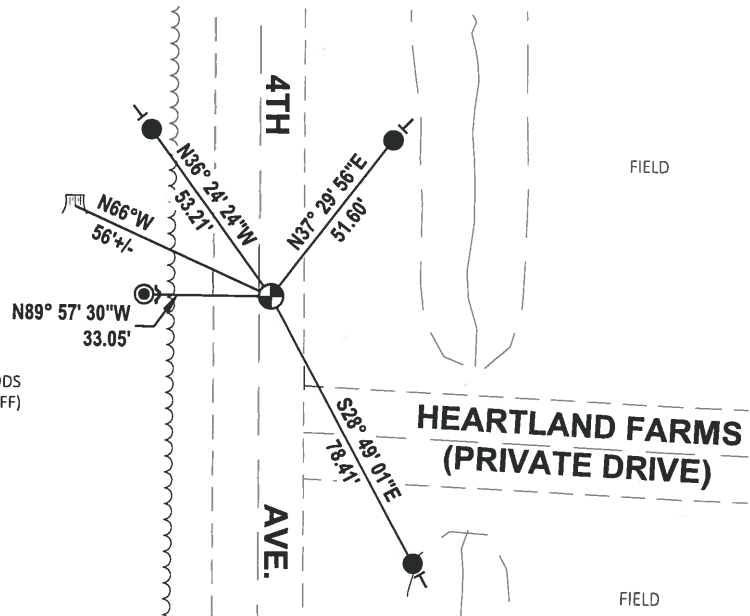 4TH
FIELD
N36° 24' 24"W
53.21'
N37° 29' 56"E
51.60'
N66°W
56'+/-
N89° 57' 30"W
33.05'
DS
FF)
S28° 49' 01"E
78.41'
HEARTLAND FARMS
(PRIVATE DRIVE)
AVE.
FIELD